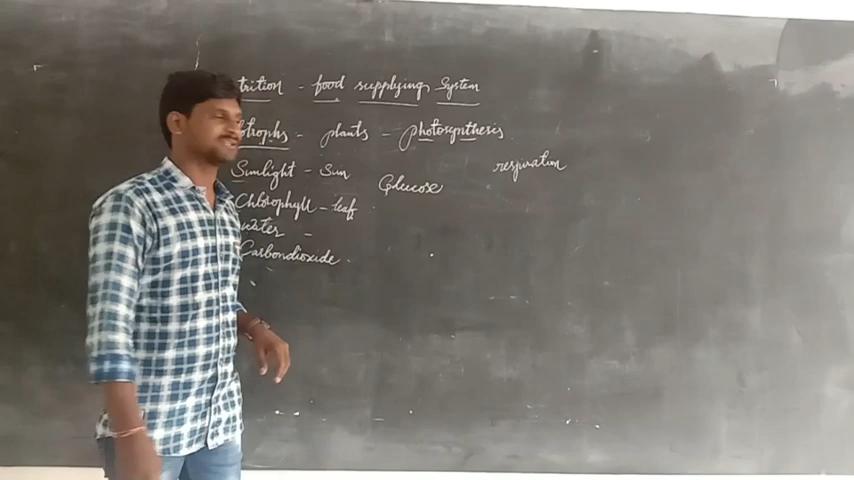 trition - food supplying System
otrophs - plants - photosynthesis
Sunlight - Sun
respiration
Glucose
Chlorophyll - leaf
water -
Carbondioxide.